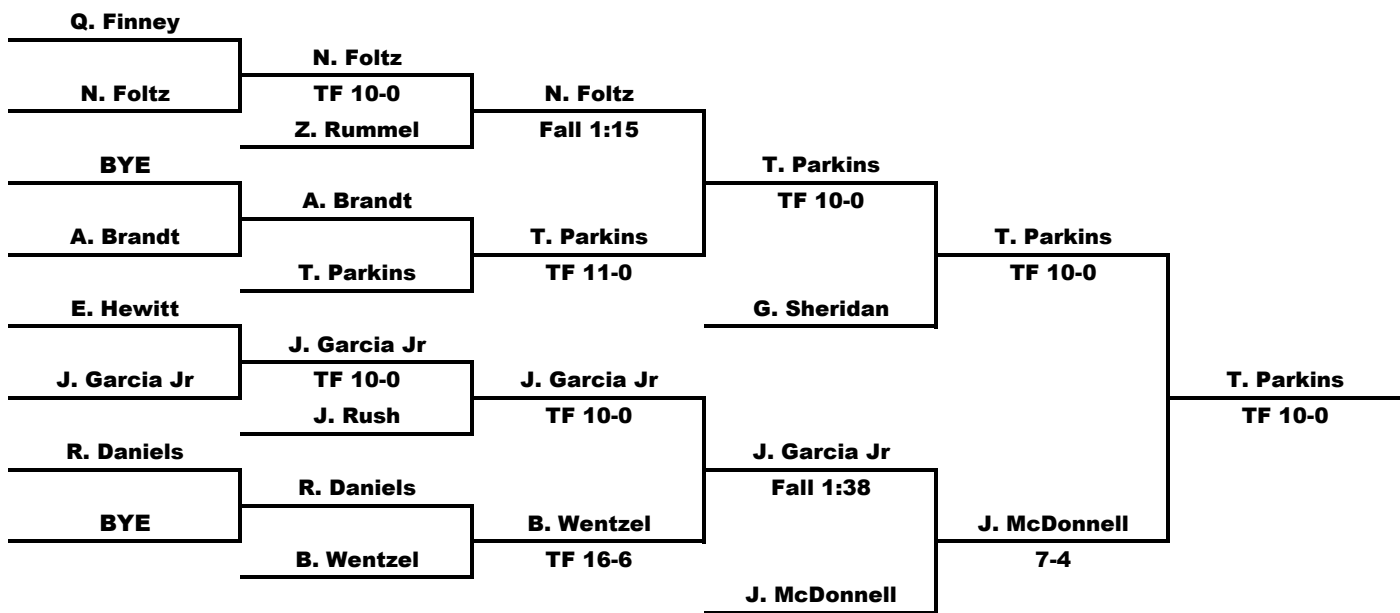 Q. Finney
N. Foltz
BYE
A. Brandt
E. Hewitt
J. Garcia Jr
R. Daniels
BYE
N. Foltz
TF 10-0
Z. Rummel
A. Brandt
T. Parkins
J. Garcia Jr
TF 10-0
J. Rush
R. Daniels
B. Wentzel
N. Foltz
Fall 1:15
T. Parkins
TF 11-0
J. Garcia Jr
TF 10-0
B. Wentzel
TF 16-6
T. Parkins
TF 10-0
G. Sheridan
J. Garcia Jr
Fall 1:38
J. McDonnell
T. Parkins
TF 10-0
J. McDonnell
7-4
T. Parkins
TF 10-0